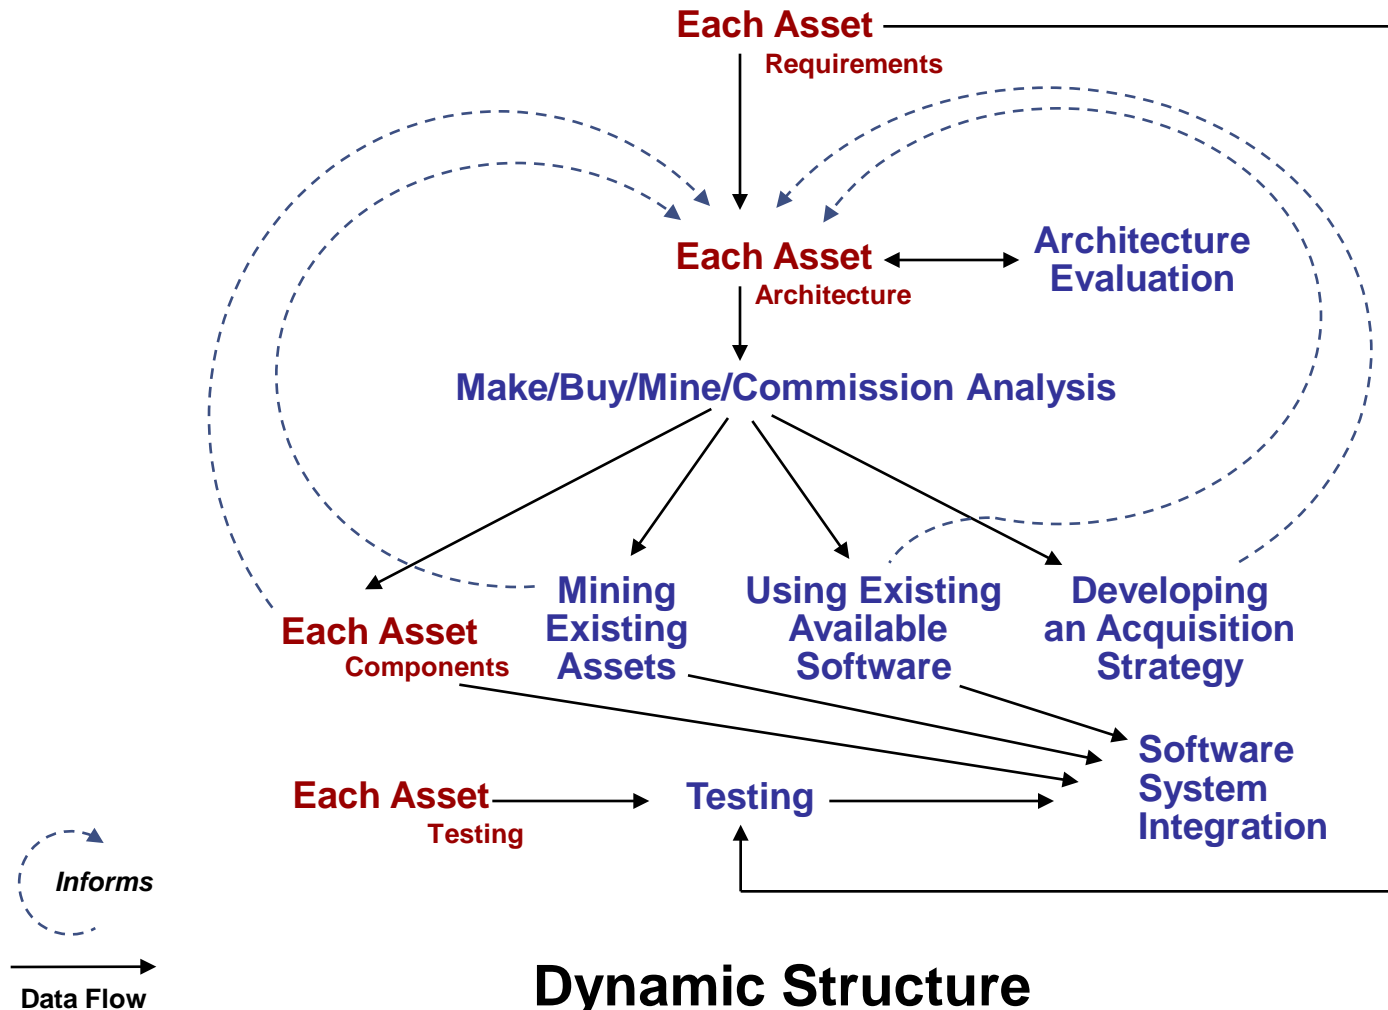 Each Asset
Requirements
Each Asset
Architecture
Architecture
Evaluation
Make/Buy/Mine/Commission Analysis
Each Asset
Components
Mining
Existing
Assets
Using Existing
Available
Software
Developing
an Acquisition
Strategy
Each Asset
Testing
Testing
Software
System
Integration
Informs
Data Flow
Dynamic Structure